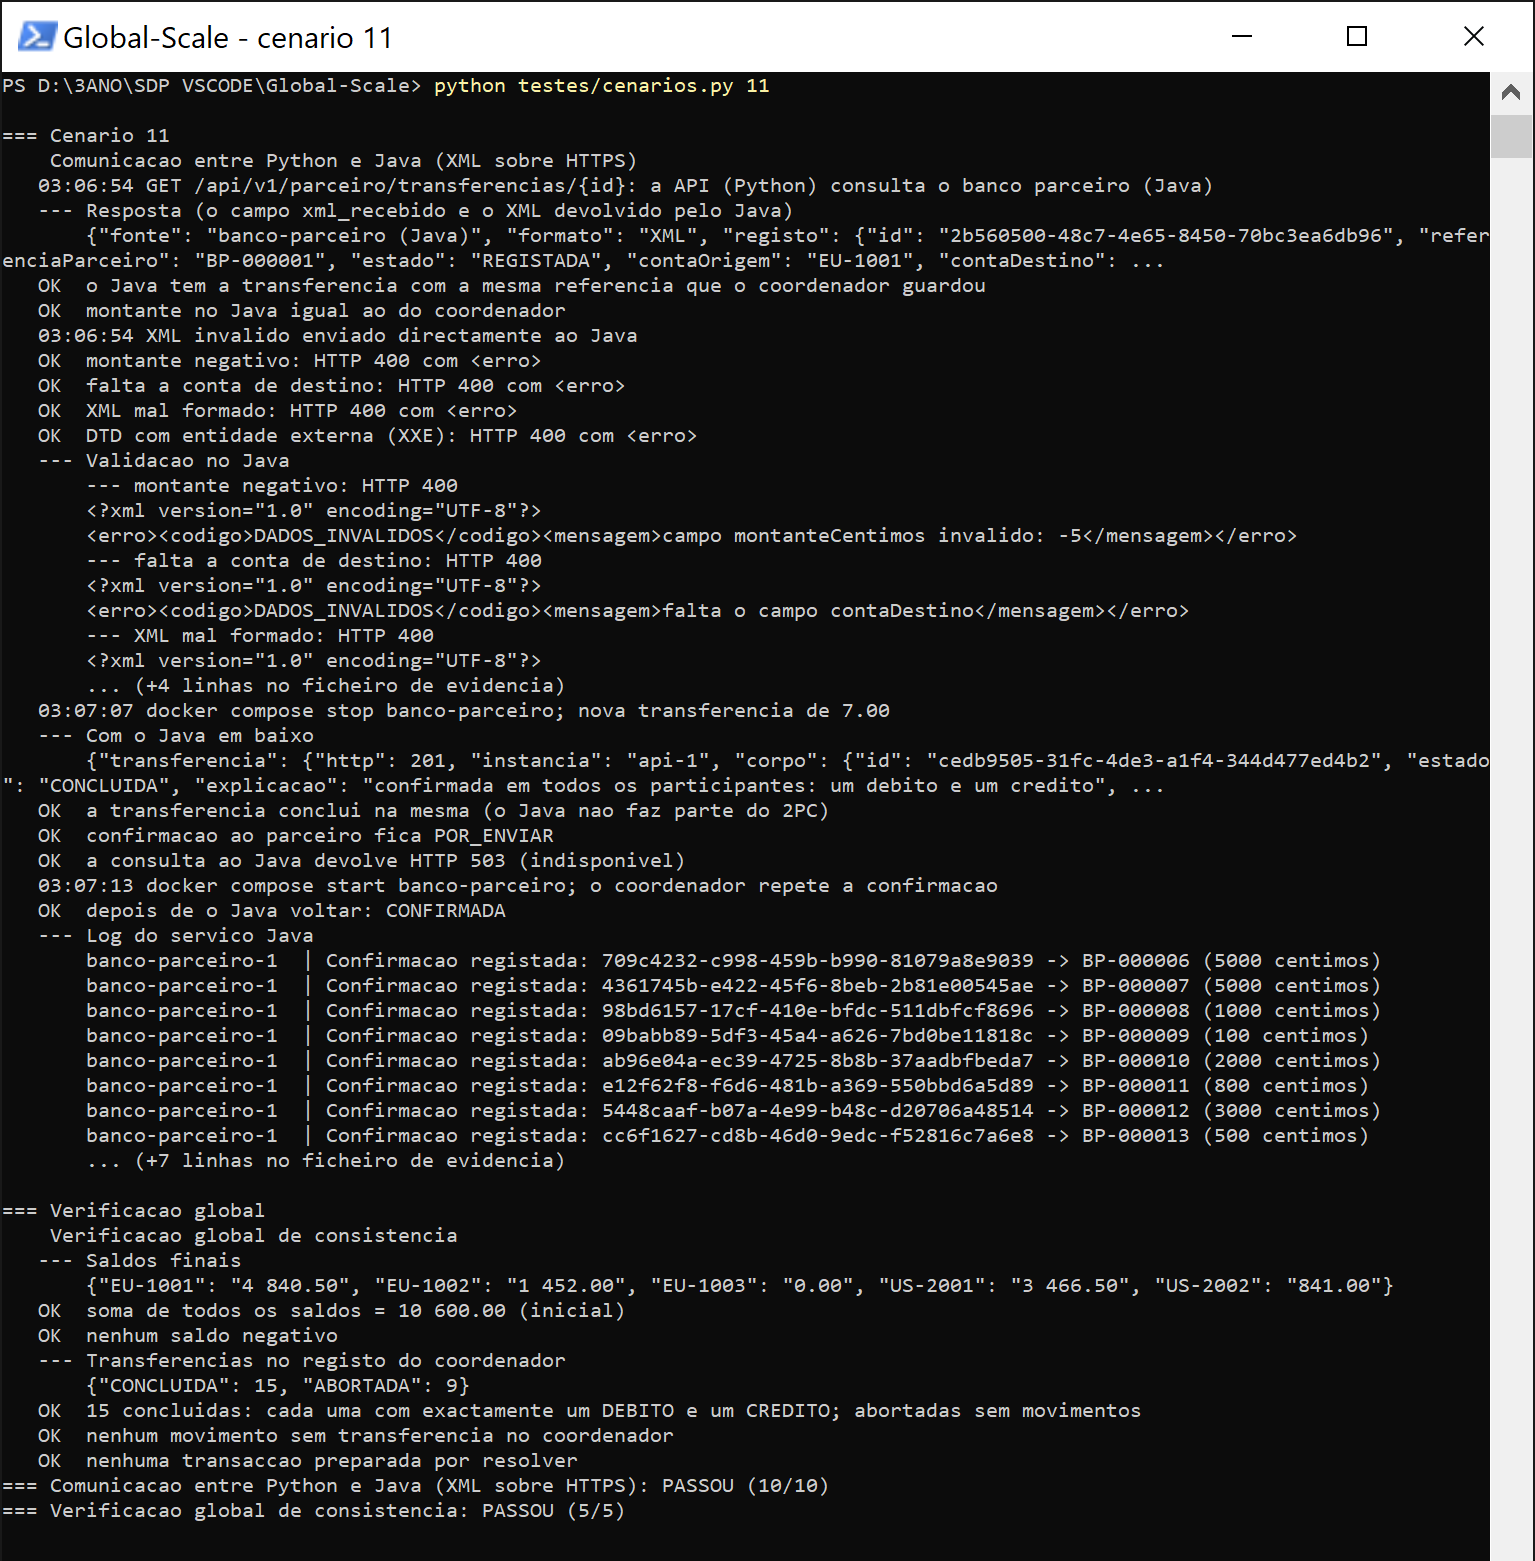 Global-Scale - cenario 11
PS D:\3ANO\SDP VSCODE\Global-Scale> python testes/cenarios.py 11
=== Cenario 11
Comunicacao entre Python e Java (XML sobre HTTPS)
03:06:54 GET /api/v1/parceiro/transferencias/{id}: a API (Python) consulta o banco parceiro (Java)
--- Resposta (o campo xml_recebido e o XML devolvido pelo Java)
{"fonte": "banco-parceiro (Java)", "formato": "XML", "registo": {"id": "2b560500-48c7-4e65-8450-70bc3ea6db96", "refer
enciaParceiro": "BP-000001", "estado": "REGISTADA", "contaOrigem": "EU-1001", "contaDestino": ...
OK  o Java tem a transferencia com a mesma referencia que o coordenador guardou
OK  montante no Java igual ao do coordenador
03:06:54 XML invalido enviado directamente ao Java
OK  montante negativo: HTTP 400 com <erro>
OK  falta a conta de destino: HTTP 400 com <erro>
OK  XML mal formado: HTTP 400 com <erro>
OK  DTD com entidade externa (XXE): HTTP 400 com <erro>
--- Validacao no Java
--- montante negativo: HTTP 400
<?xml version="1.0" encoding="UTF-8"?>
<erro><codigo>DADOS_INVALIDOS</codigo><mensagem>campo montanteCentimos invalido: -5</mensagem></erro>
--- falta a conta de destino: HTTP 400
<?xml version="1.0" encoding="UTF-8"?>
<erro><codigo>DADOS_INVALIDOS</codigo><mensagem>falta o campo contaDestino</mensagem></erro>
--- XML mal formado: HTTP 400
<?xml version="1.0" encoding="UTF-8"?>
... (+4 linhas no ficheiro de evidencia)
03:07:07 docker compose stop banco-parceiro; nova transferencia de 7.00
--- Com o Java em baixo
{"transferencia": {"http": 201, "instancia": "api-1", "corpo": {"id": "cedb9505-31fc-4de3-a1f4-344d477ed4b2", "estado
": "CONCLUIDA", "explicacao": "confirmada em todos os participantes: um debito e um credito", ...
OK  a transferencia conclui na mesma (o Java nao faz parte do 2PC)
OK  confirmacao ao parceiro fica POR_ENVIAR
OK  a consulta ao Java devolve HTTP 503 (indisponivel)
03:07:13 docker compose start banco-parceiro; o coordenador repete a confirmacao
OK  depois de o Java voltar: CONFIRMADA
--- Log do servico Java
banco-parceiro-1  | Confirmacao registada: 709c4232-c998-459b-b990-81079a8e9039 -> BP-000006 (5000 centimos)
banco-parceiro-1  | Confirmacao registada: 4361745b-e422-45f6-8beb-2b81e00545ae -> BP-000007 (5000 centimos)
banco-parceiro-1  | Confirmacao registada: 98bd6157-17cf-410e-bfdc-511dbfcf8696 -> BP-000008 (1000 centimos)
banco-parceiro-1  | Confirmacao registada: 09babb89-5df3-45a4-a626-7bd0be11818c -> BP-000009 (100 centimos)
banco-parceiro-1  | Confirmacao registada: ab96e04a-ec39-4725-8b8b-37aadbfbeda7 -> BP-000010 (2000 centimos)
banco-parceiro-1  | Confirmacao registada: e12f62f8-f6d6-481b-a369-550bbd6a5d89 -> BP-000011 (800 centimos)
banco-parceiro-1  | Confirmacao registada: 5448caaf-b07a-4e99-b48c-d20706a48514 -> BP-000012 (3000 centimos)
banco-parceiro-1  | Confirmacao registada: cc6f1627-cd8b-46d0-9edc-f52816c7a6e8 -> BP-000013 (500 centimos)
... (+7 linhas no ficheiro de evidencia)
=== Verificacao global
Verificacao global de consistencia
--- Saldos finais
{"EU-1001": "4 840.50", "EU-1002": "1 452.00", "EU-1003": "0.00", "US-2001": "3 466.50", "US-2002": "841.00"}
OK  soma de todos os saldos = 10 600.00 (inicial)
OK  nenhum saldo negativo
--- Transferencias no registo do coordenador
{"CONCLUIDA": 15, "ABORTADA": 9}
OK  15 concluidas: cada uma com exactamente um DEBITO e um CREDITO; abortadas sem movimentos
OK  nenhum movimento sem transferencia no coordenador
OK  nenhuma transaccao preparada por resolver
=== Comunicacao entre Python e Java (XML sobre HTTPS): PASSOU (10/10)
=== Verificacao global de consistencia: PASSOU (5/5)